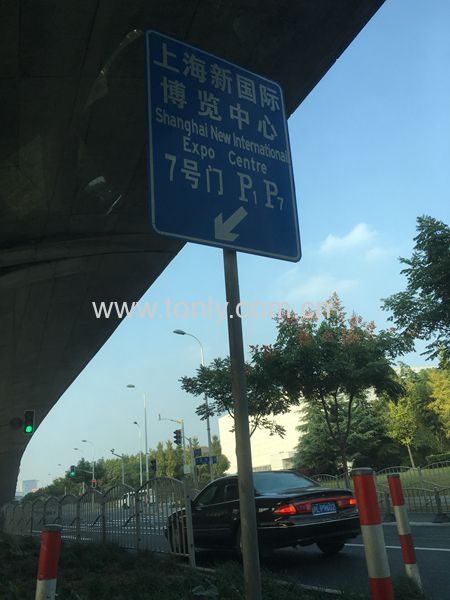 上海新国际
博览中心
Shanghai New International
Expo Centre
7号门 P1 P7
www.tonly.com.cn